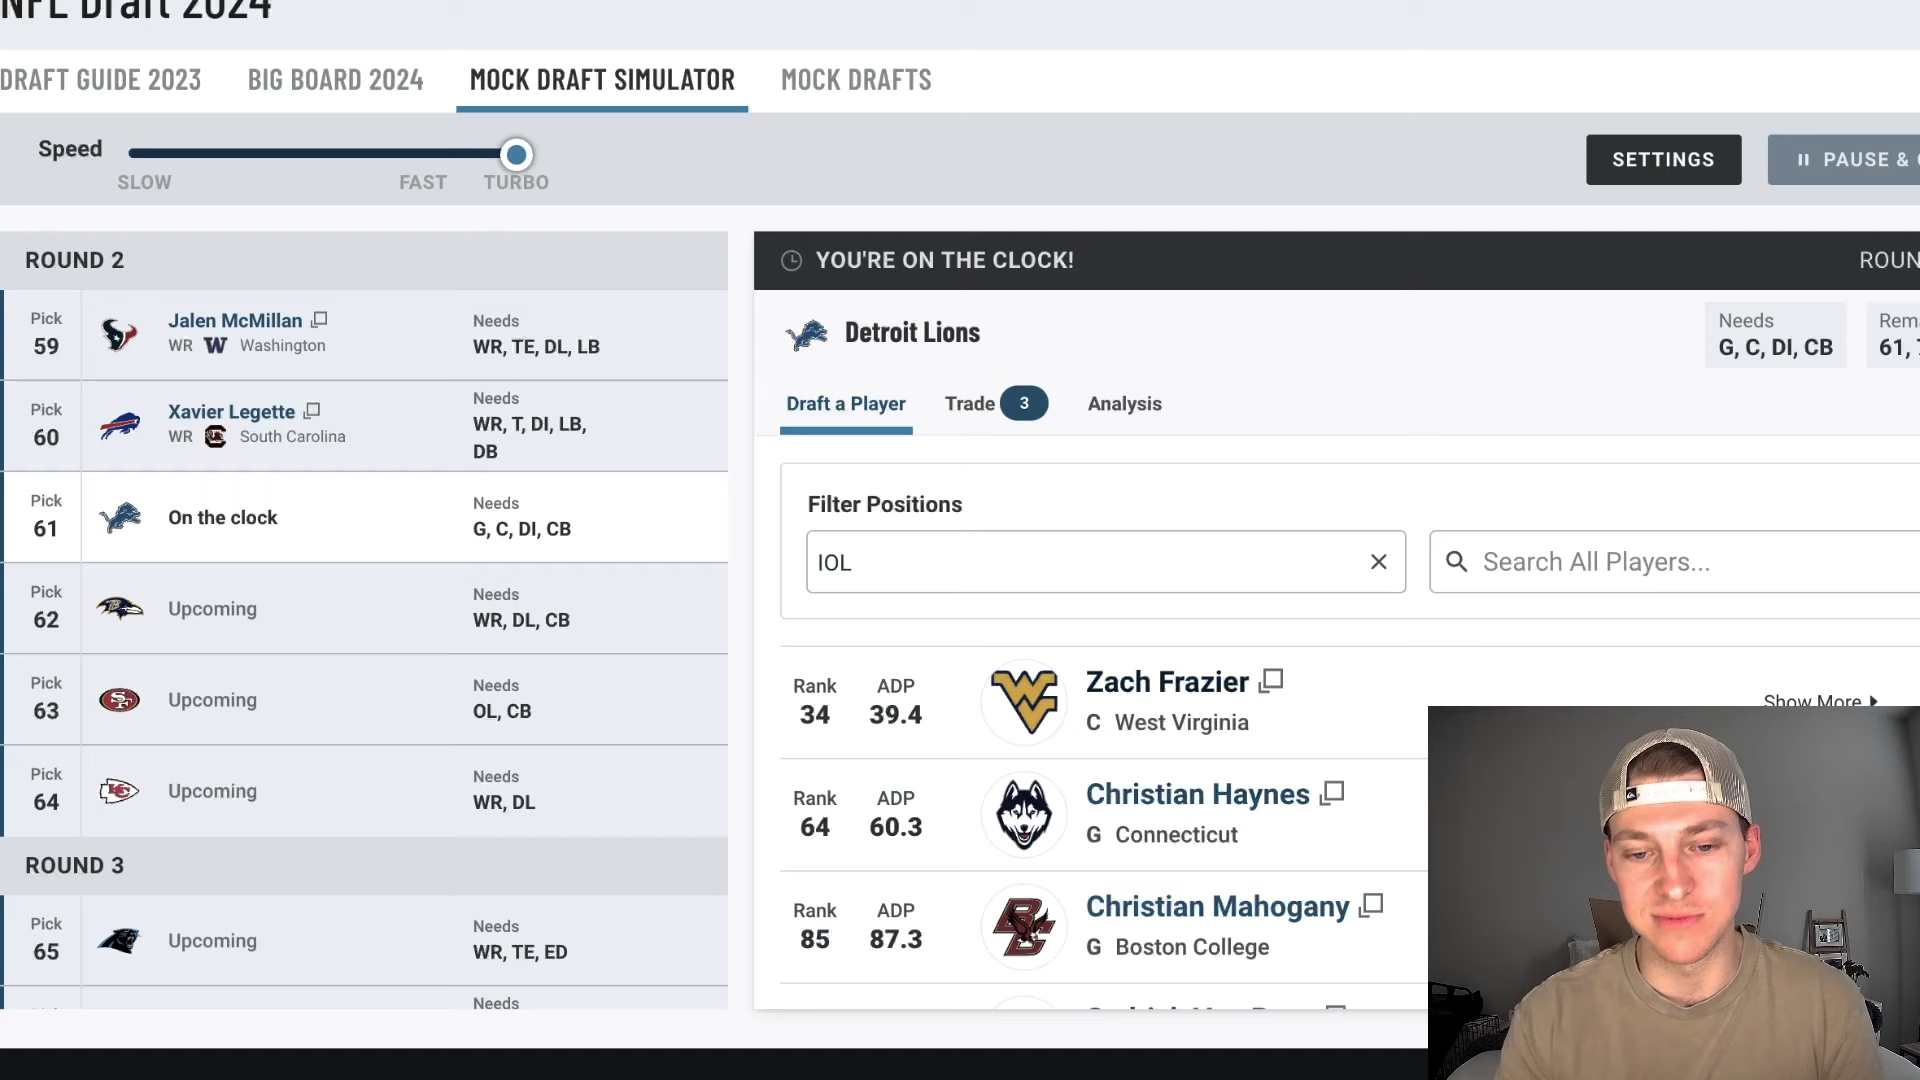 NFL Draft 2024
DRAFT GUIDE 2023 BIG BOARD 2024 MOCK DRAFT SIMULATOR MOCK DRAFTS
Speed
SLOW FAST TURBO
SETTINGS
PAUSE &
ROUND 2
Pick 59
Jalen McMillan
WR W Washington
Needs
WR, TE, DL, LB
Pick 60
Xavier Legette
WR South Carolina
Needs
WR, T, DI, LB,
DB
Pick 61
On the clock
Needs
G, C, DI, CB
Pick 62
Upcoming
Needs
WR, DL, CB
Pick 63
Upcoming
Needs
OL, CB
Pick 64
Upcoming
Needs
WR, DL
ROUND 3
Pick 65
Upcoming
Needs
WR, TE, ED
Needs
YOU'RE ON THE CLOCK!
ROUN
Detroit Lions
Needs
G, C, DI, CB
Rem
61,
Draft a Player Trade 3 Analysis
Filter Positions
IOL
Search All Players...
Rank 34
ADP 39.4
Zach Frazier
C West Virginia
Show More
Rank 64
ADP 60.3
Christian Haynes
G Connecticut
Rank 85
ADP 87.3
Christian Mahogany
G Boston College